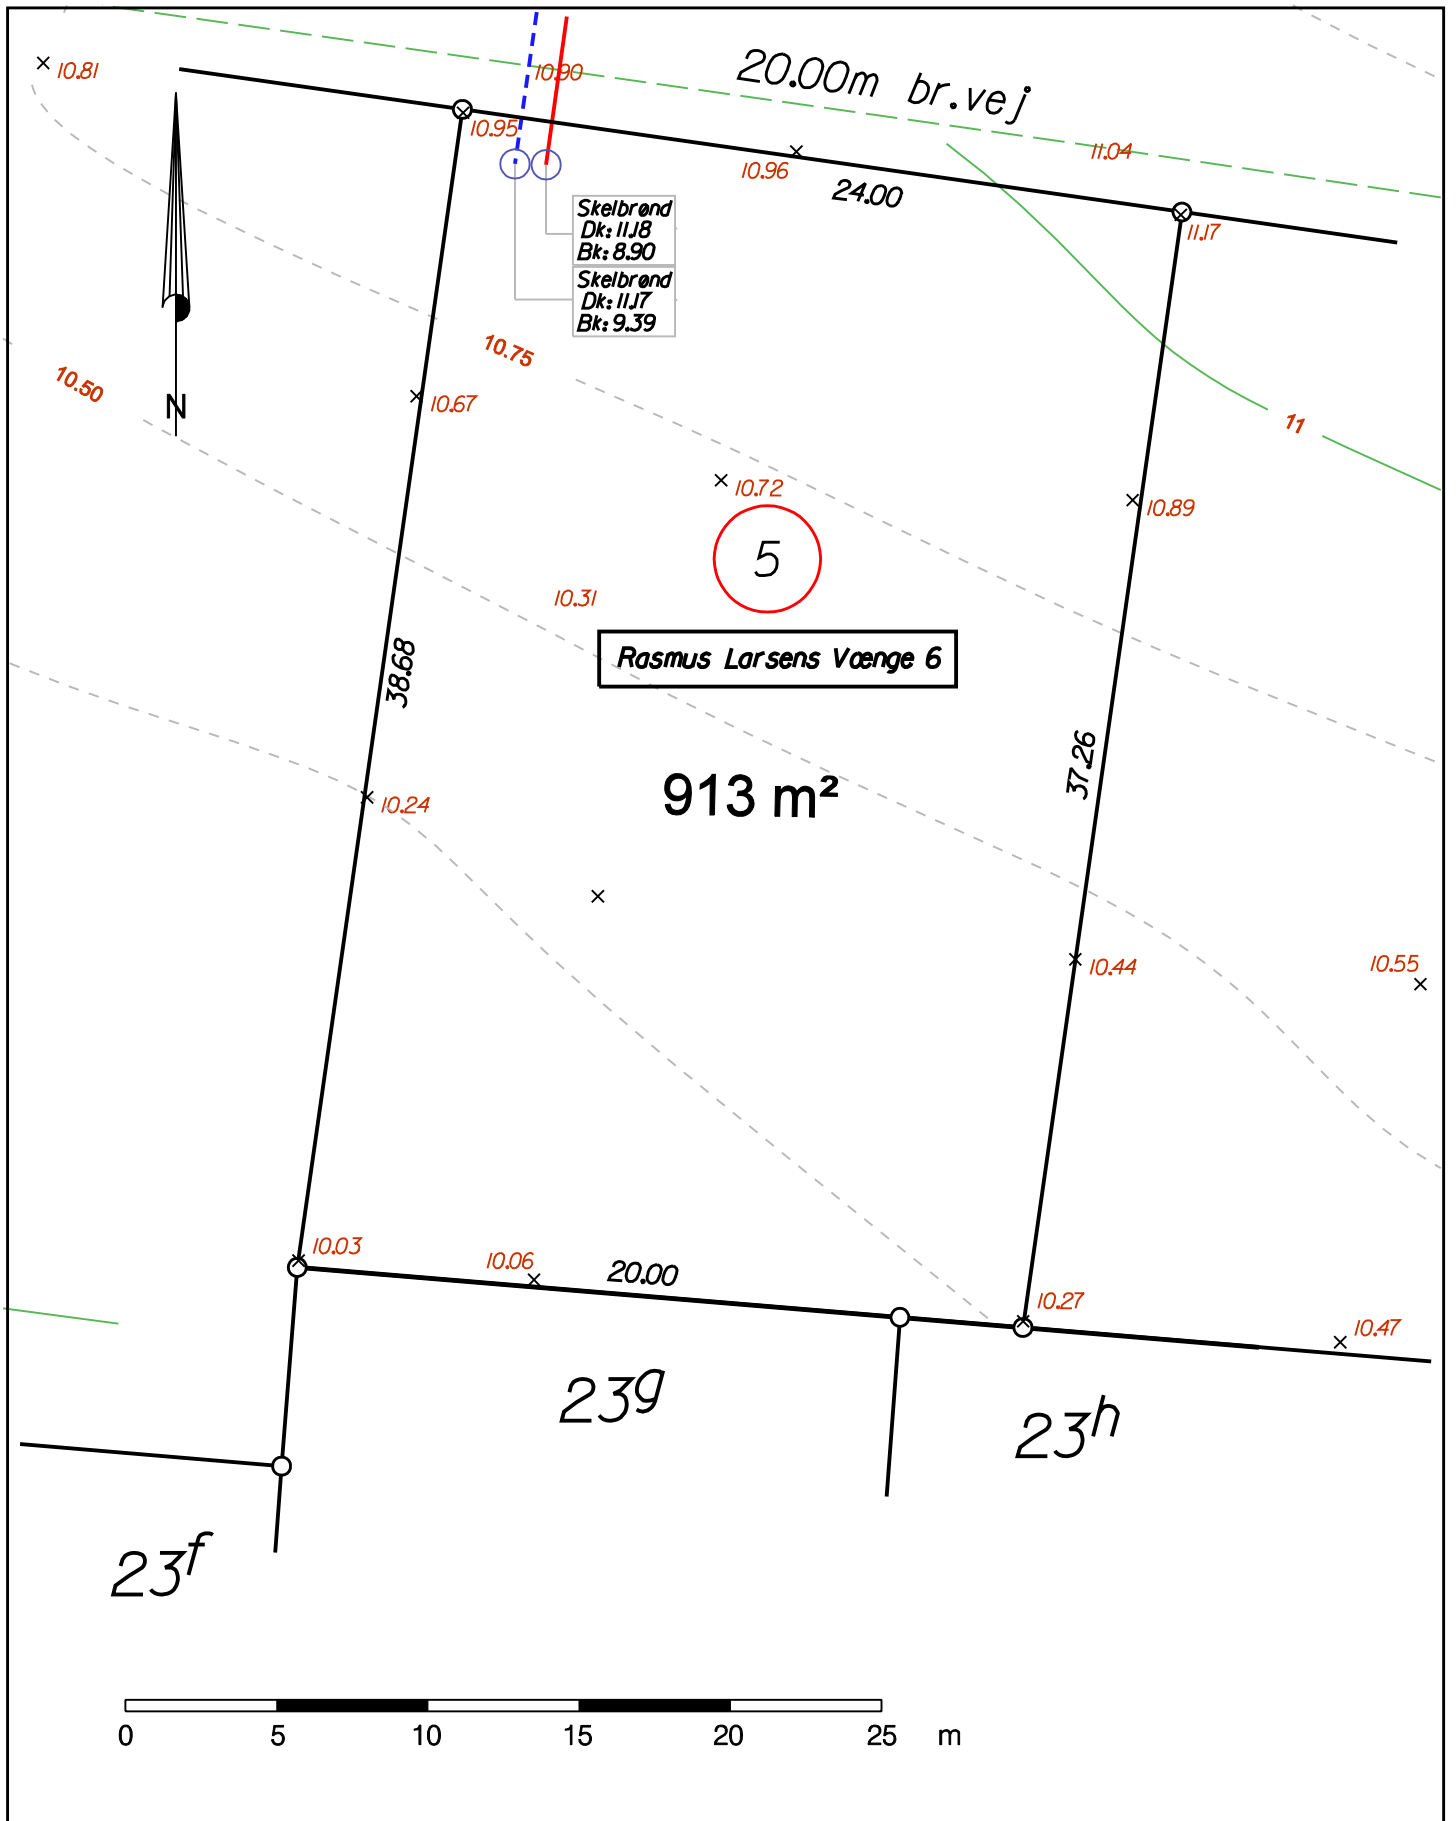 20.00m br.vej
10.81
10.90
10.95
10.96
11.04
24.00
11.17
Skelbrønd
Dk: 11.18
Bk: 8.90
Skelbrønd
Dk: 11.17
Bk: 9.39
10.75
10.50
N
10.67
11
10.72
10.89
5
10.31
Rasmus Larsens Vænge 6
38.68
37.26
913 m²
10.24
10.44
10.55
10.03
10.06
20.00
10.27
10.47
23g
23h
23f
0 5 10 15 20 25 m